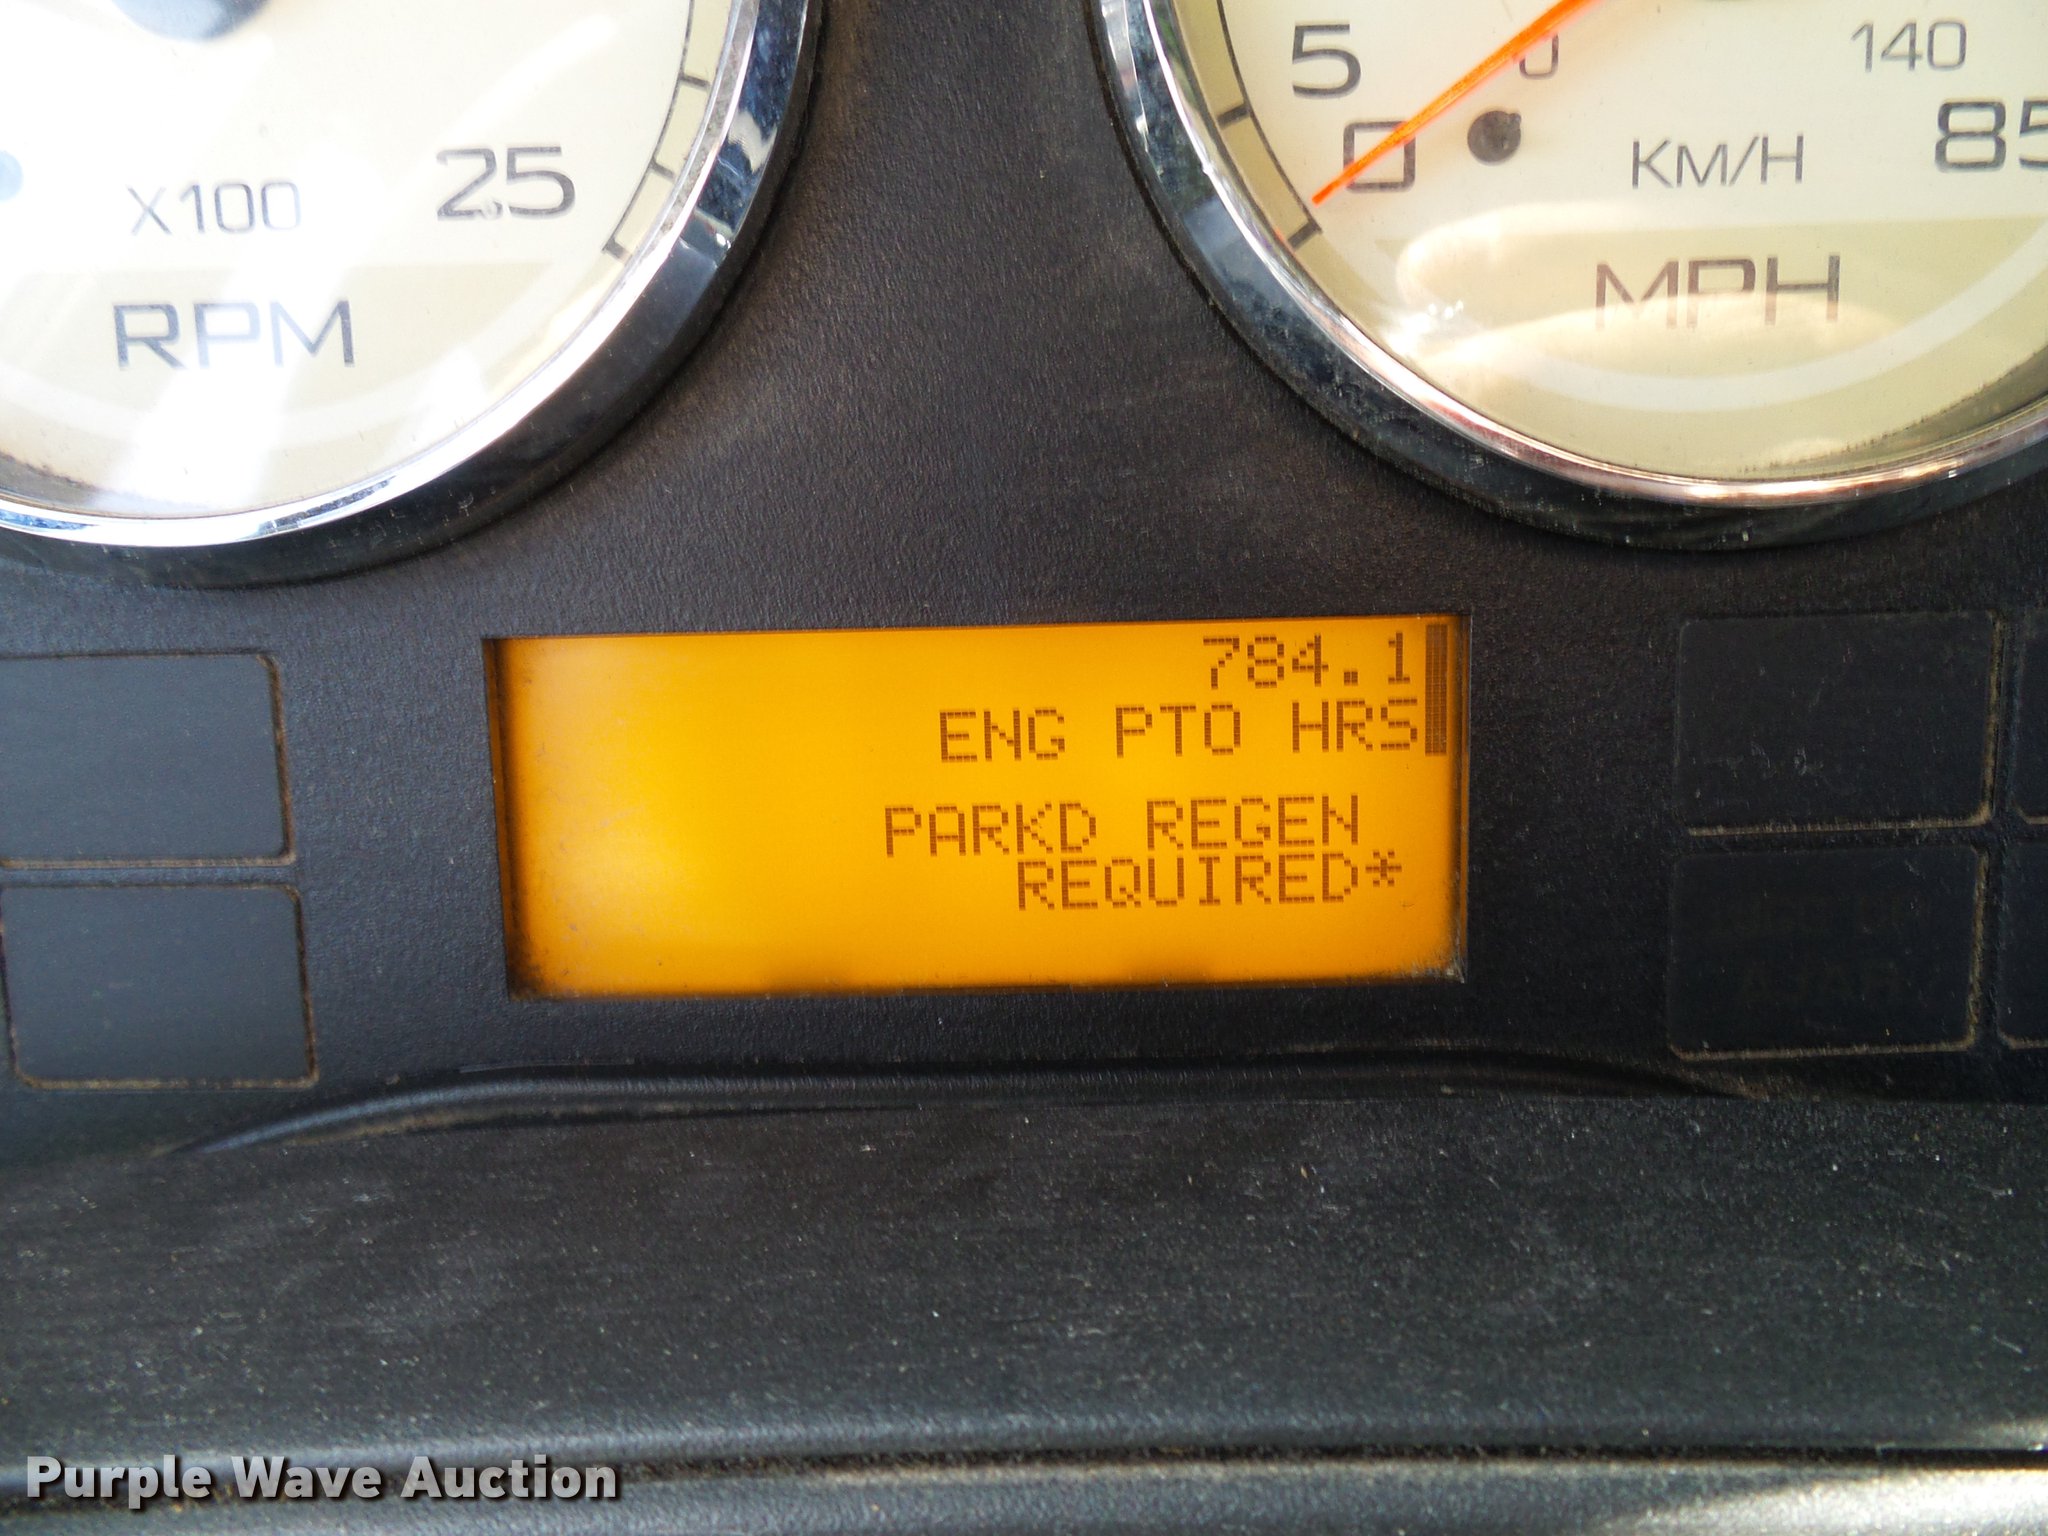 5
0
140
25
X100
KM/H
85
0
MPH
RPM
784.1
ENG PTO HRS
PARKD REGEN
REQUIRED*
Purple Wave Auction